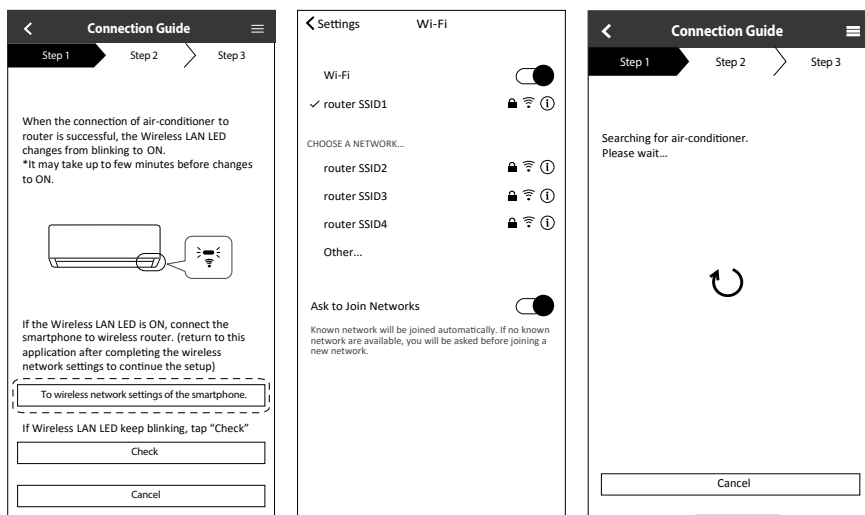 Connection Guide
Step 1
Step 2
Step 3
When the connection of air-conditioner to
router is successful, the Wireless LAN LED
changes from blinking to ON.
*It may take up to few minutes before changes
to ON.
If the Wireless LAN LED is ON, connect the
smartphone to wireless router. (return to this
application after completing the wireless
network settings to continue the setup)
To wireless network settings of the smartphone.
If Wireless LAN LED keep blinking, tap “Check”
Check
Cancel
Settings
Wi-Fi
Wi-Fi
router SSID1
CHOOSE A NETWORK...
router SSID2
router SSID3
router SSID4
Other...
Ask to Join Networks
Known network will be joined automatically. If no known
network are available, you will be asked before joining a
new network.
Connection Guide
Step 1
Step 2
Step 3
Searching for air-conditioner.
Please wait...
Cancel